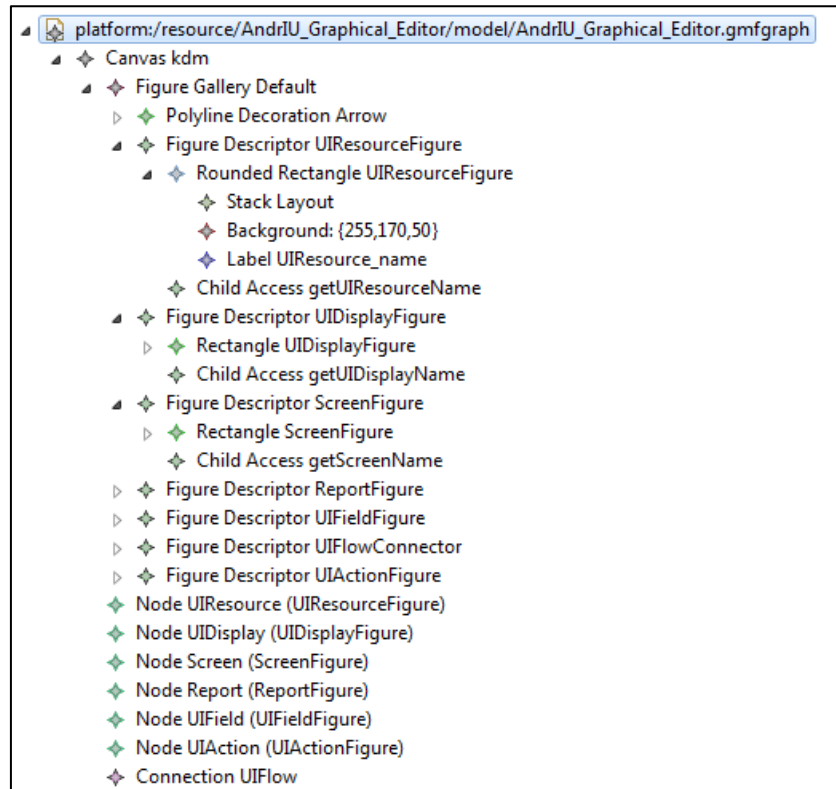 platform:/resource/AndrIU_Graphical_Editor/model/AndrIU_Graphical_Editor.gmfgraph
Canvas kdm
Figure Gallery Default
Polyline Decoration Arrow
Figure Descriptor UIResourceFigure
Rounded Rectangle UIResourceFigure
Stack Layout
Background: {255,170,50}
Label UIResource_name
Child Access getUIResourceName
Figure Descriptor UIDisplayFigure
Rectangle UIDisplayFigure
Child Access getUIDisplayName
Figure Descriptor ScreenFigure
Rectangle ScreenFigure
Child Access getScreenName
Figure Descriptor ReportFigure
Figure Descriptor UIFieldFigure
Figure Descriptor UIFlowConnector
Figure Descriptor UIActionFigure
Node UIResource (UIResourceFigure)
Node UIDisplay (UIDisplayFigure)
Node Screen (ScreenFigure)
Node Report (ReportFigure)
Node UIField (UIFieldFigure)
Node UIAction (UIActionFigure)
Connection UIFlow